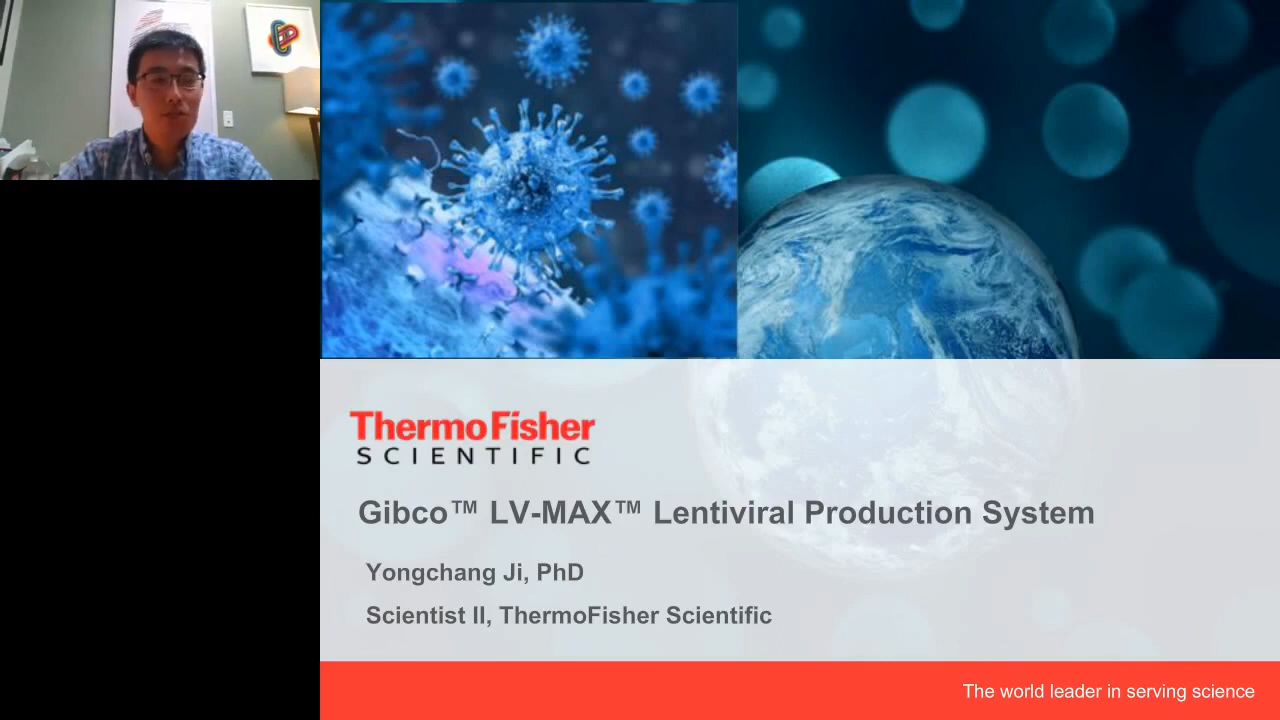 ThermoFisher
SCIENTIFIC
Gibco™ LV-MAX™ Lentiviral Production System
Yongchang Ji, PhD
Scientist II, ThermoFisher Scientific
The world leader in serving science